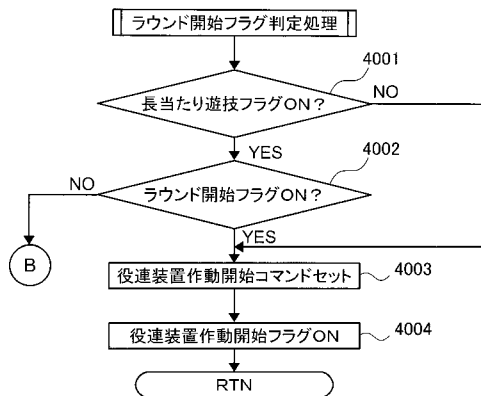 ラウンド開始フラグ判定処理
4001
長当たり遊技フラグON?
NO
YES
4002
ラウンド開始フラグON?
NO
YES
B
役連装置作動開始コマンドセット
4003
役連装置作動開始フラグON
4004
RTN